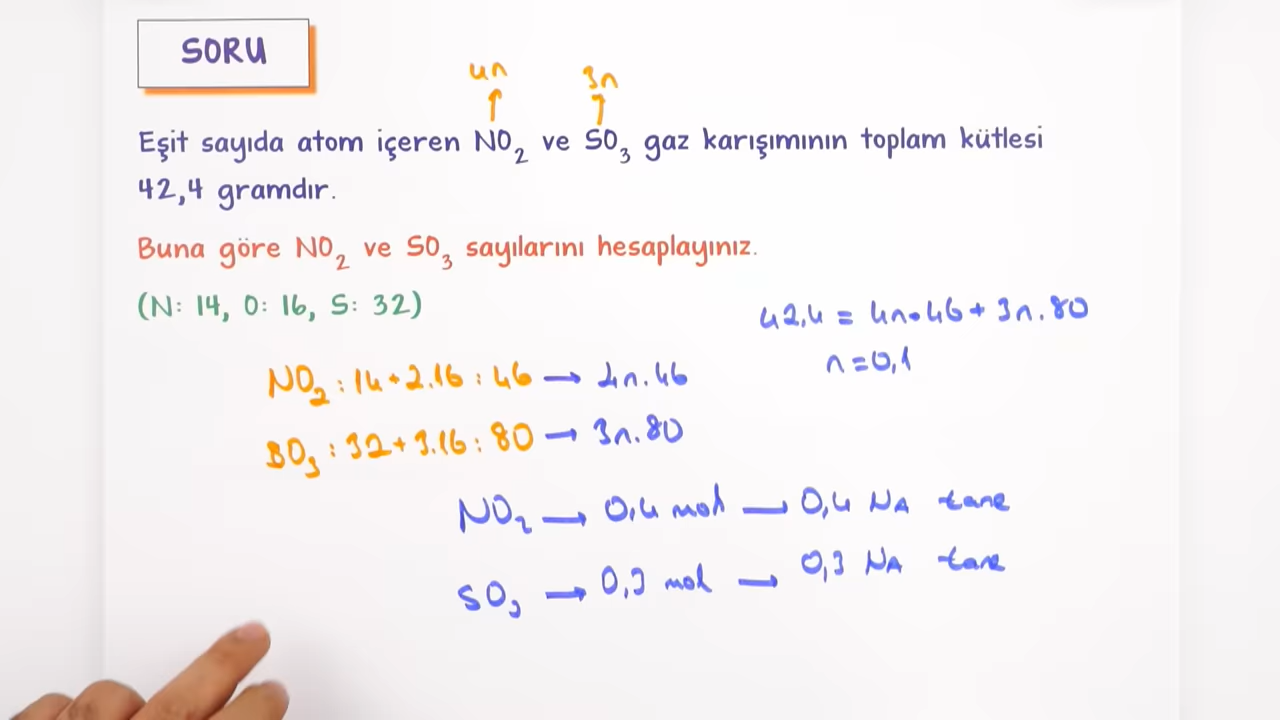 SORU
4n 3n
Eşit sayıda atom içeren NO₂ ve SO₃ gaz karışımının toplam kütlesi
42,4 gramdır.
Buna göre NO₂ ve SO₃ sayılarını hesaplayınız.
(N: 14, O: 16, S: 32)
42,4 = 4n.46 + 3n.80
n = 0,1
NO₂ : 14 + 2.16 : 46 → 4n.46
SO₃ : 32 + 3.16 : 80 → 3n.80
NO₂ → 0,4 mol → 0,4 NA tane
SO₃ → 0,3 mol → 0,3 NA tane